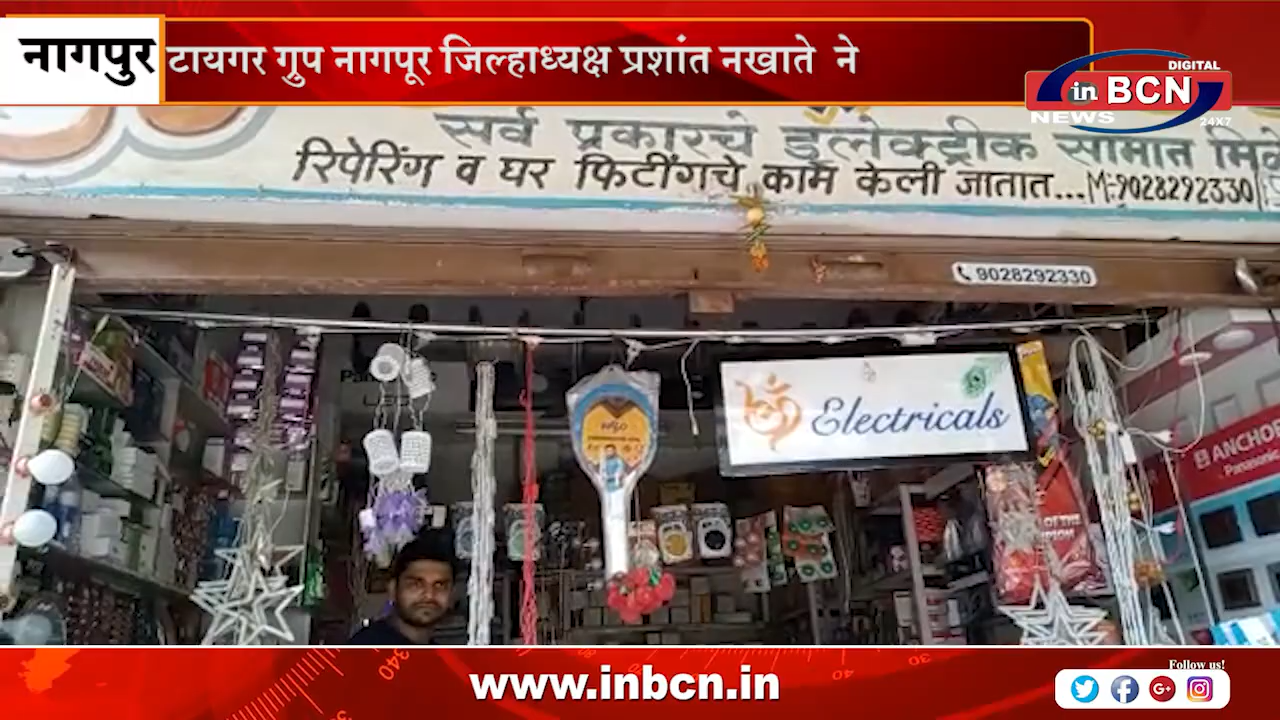 नागपुर
टायगर गुप नागपूर जिल्हाध्यक्ष प्रशांत नखाते ने
DIGITAL
in BCN
NEWS 24X7
सर्व प्रकारचे ईलेक्ट्रीक सामान
रिपेरिंग व घर फिटींगचे काम केली जातात...M:-9028292330
9028292330
ॐ Electricals
ANCHOR
Panasonic
www.inbcn.in
Follow us!